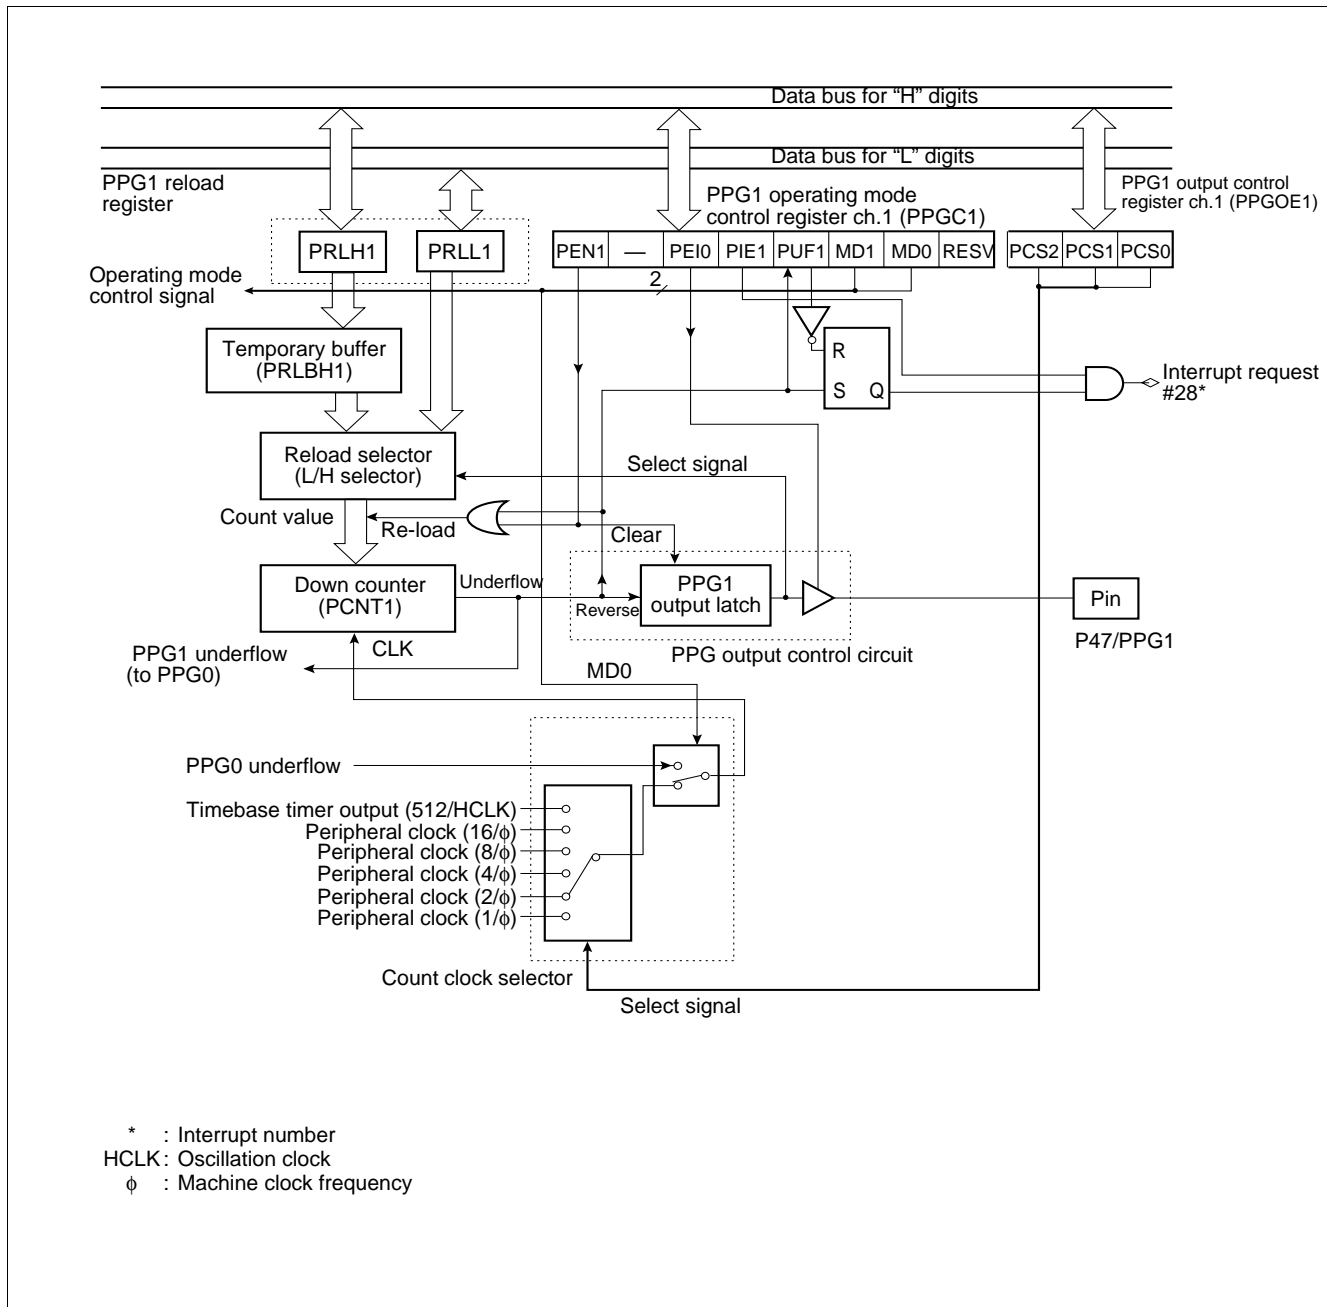 Data bus for “H” digits
Data bus for “L” digits
PPG1 reload
register
PPG1 operating mode
control register ch.1 (PPGC1)
PPG1 output control
register ch.1 (PPGOE1)
PRLH1
PRLL1
PEN1 — PEI0 PIE1 PUF1 MD1 MD0 RESV
PCS2 PCS1 PCS0
Operating mode
control signal
2
Temporary buffer
(PRLBH1)
R
S Q
Interrupt request
#28*
Reload selector
(L/H selector)
Select signal
Count value
Re-load
Clear
Down counter
(PCNT1)
Underflow
Reverse
PPG1
output latch
Pin
P47/PPG1
PPG output control circuit
CLK
PPG1 underflow
(to PPG0)
MD0
PPG0 underflow
Timebase timer output (512/HCLK)
Peripheral clock (16/ϕ)
Peripheral clock (8/ϕ)
Peripheral clock (4/ϕ)
Peripheral clock (2/ϕ)
Peripheral clock (1/ϕ)
Count clock selector
Select signal
* : Interrupt number
HCLK : Oscillation clock
ϕ : Machine clock frequency